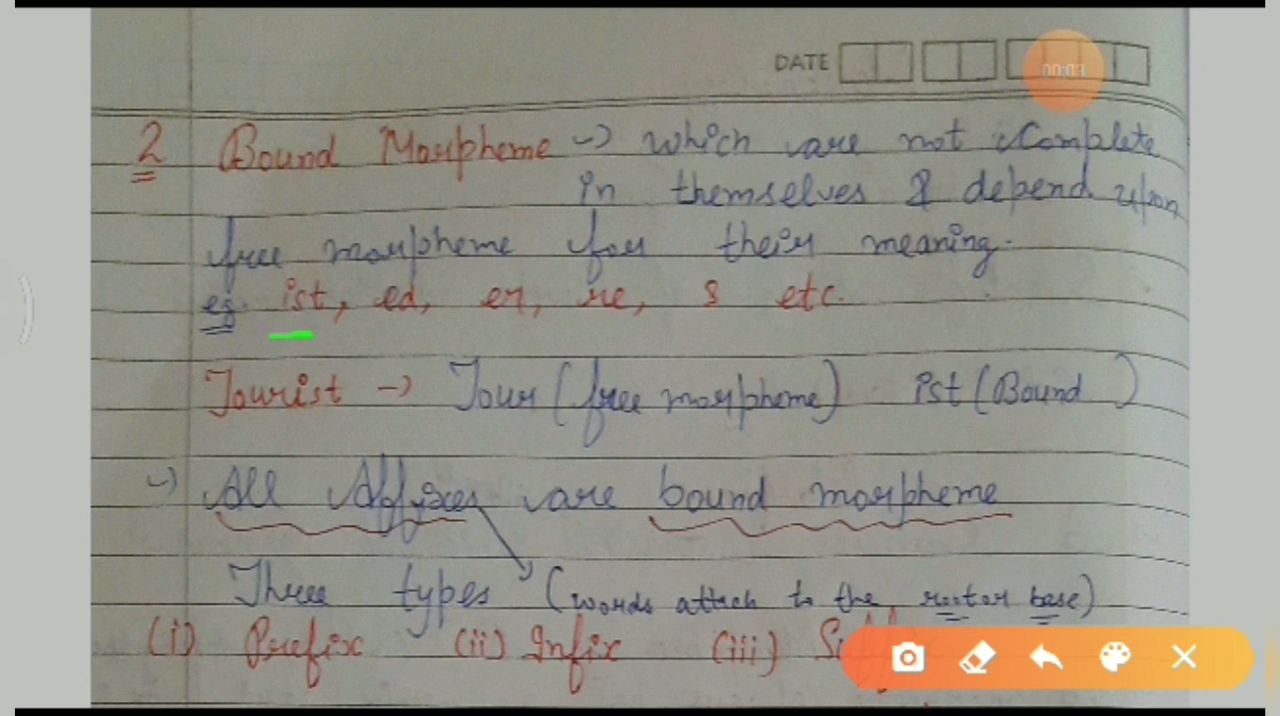 DATE
00:03
2 Bound Morpheme -> which are not Complete
in themselves & depend upon
free morpheme for their meaning.
eg. ist, ed, er, re, s etc.
Tourist -> Tour (free morpheme) ist (Bound )
-> All Affixes are bound morpheme
Three types (words attach to the root or base)
(i) Prefix (ii) Infix (iii)